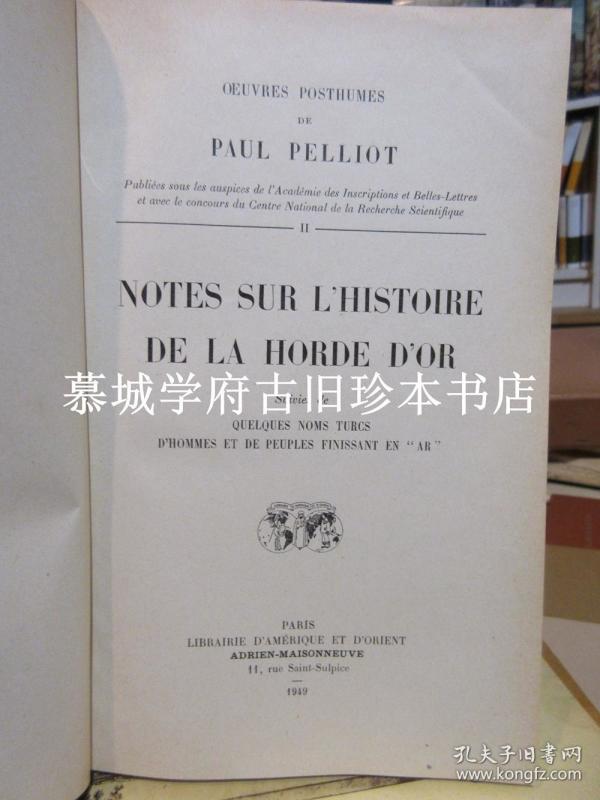 ŒUVRES POSTHUMES
DE
PAUL PELLIOT
Publiées sous les auspices de l'Académie des Inscriptions et Belles-Lettres
et avec le concours du Centre National de la Recherche Scientifique
II
NOTES SUR L'HISTOIRE
DE LA HORDE D'OR
Suivies de
慕城学府古旧珍本书店
QUELQUES NOMS TURCS
D'HOMMES ET DE PEUPLES FINISSANT EN "AR"
PARIS
LIBRAIRIE D'AMÉRIQUE ET D'ORIENT
ADRIEN-MAISONNEUVE
11, rue Saint-Sulpice
1949
孔夫子旧书网
www.kongfz.com